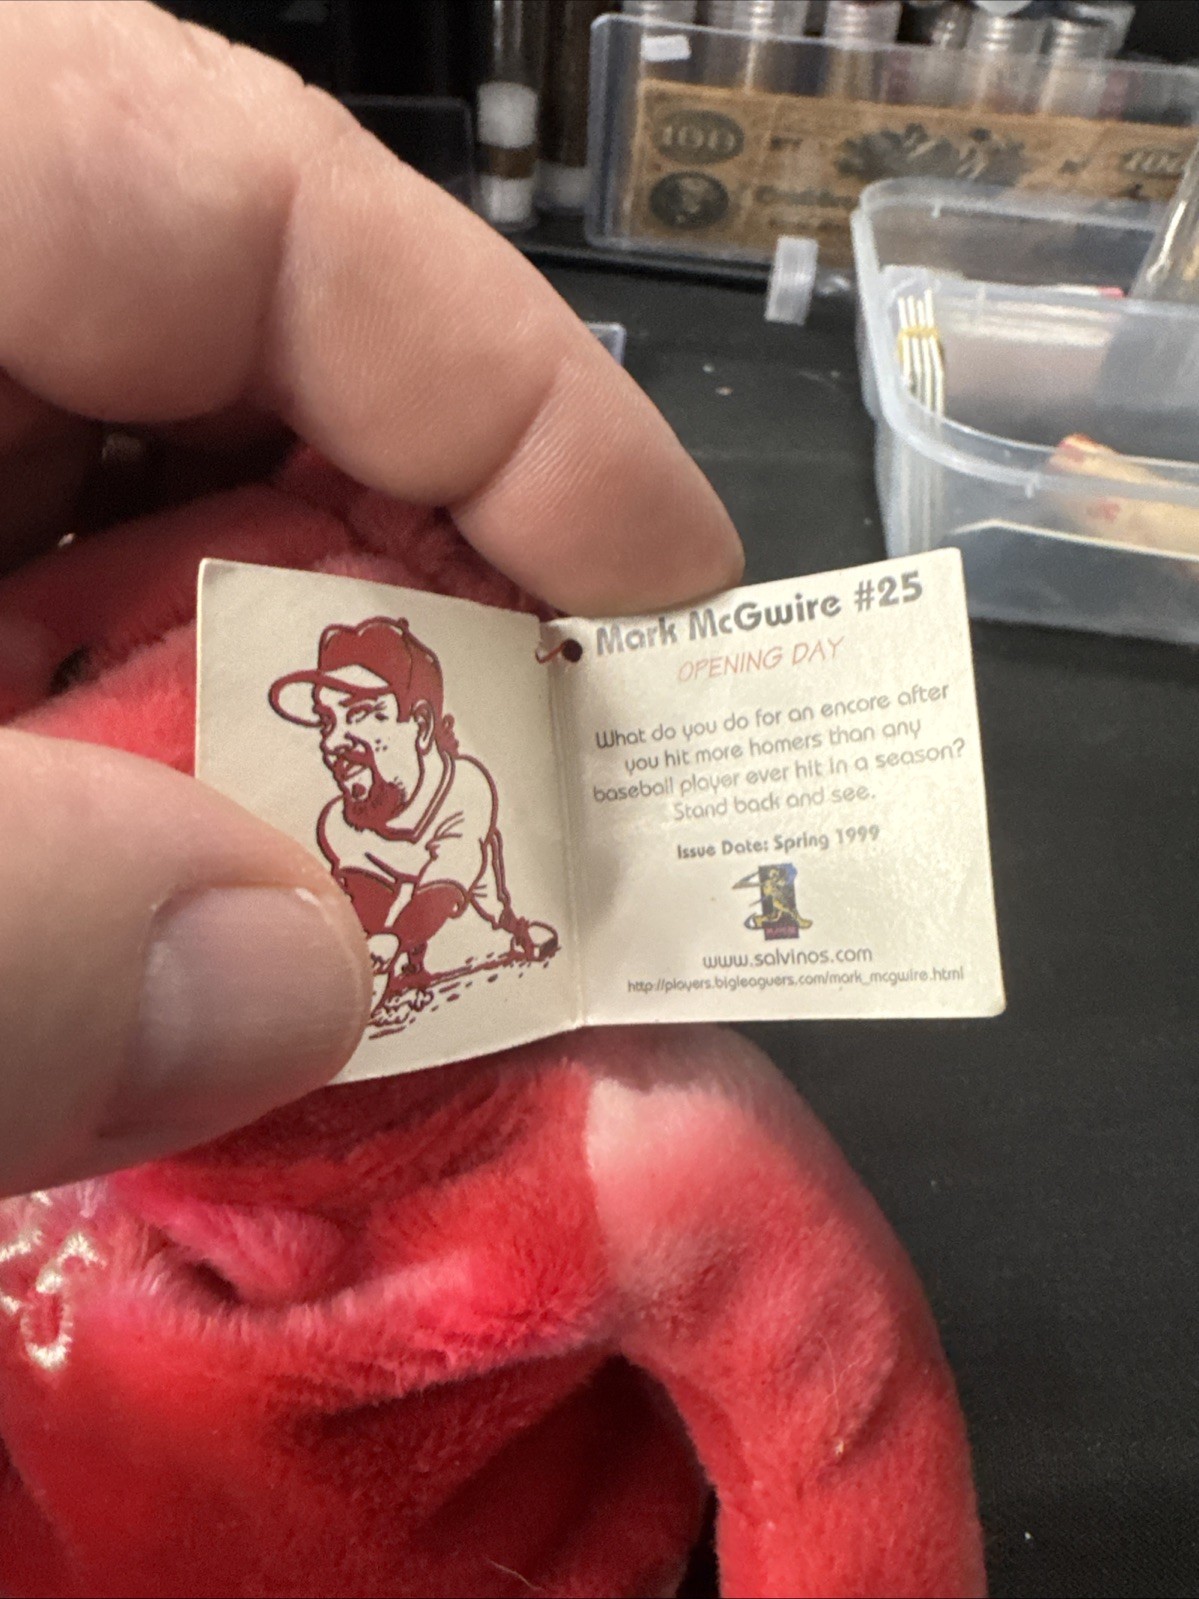 100
100
Mark McGwire #25
OPENING DAY
What do you do for an encore after
you hit more homers than any
baseball player ever hit in a season?
Stand back and see.
Issue Date: Spring 1999
www.salvinos.com
http://players.bigleaguers.com/mark_mcgwire.html